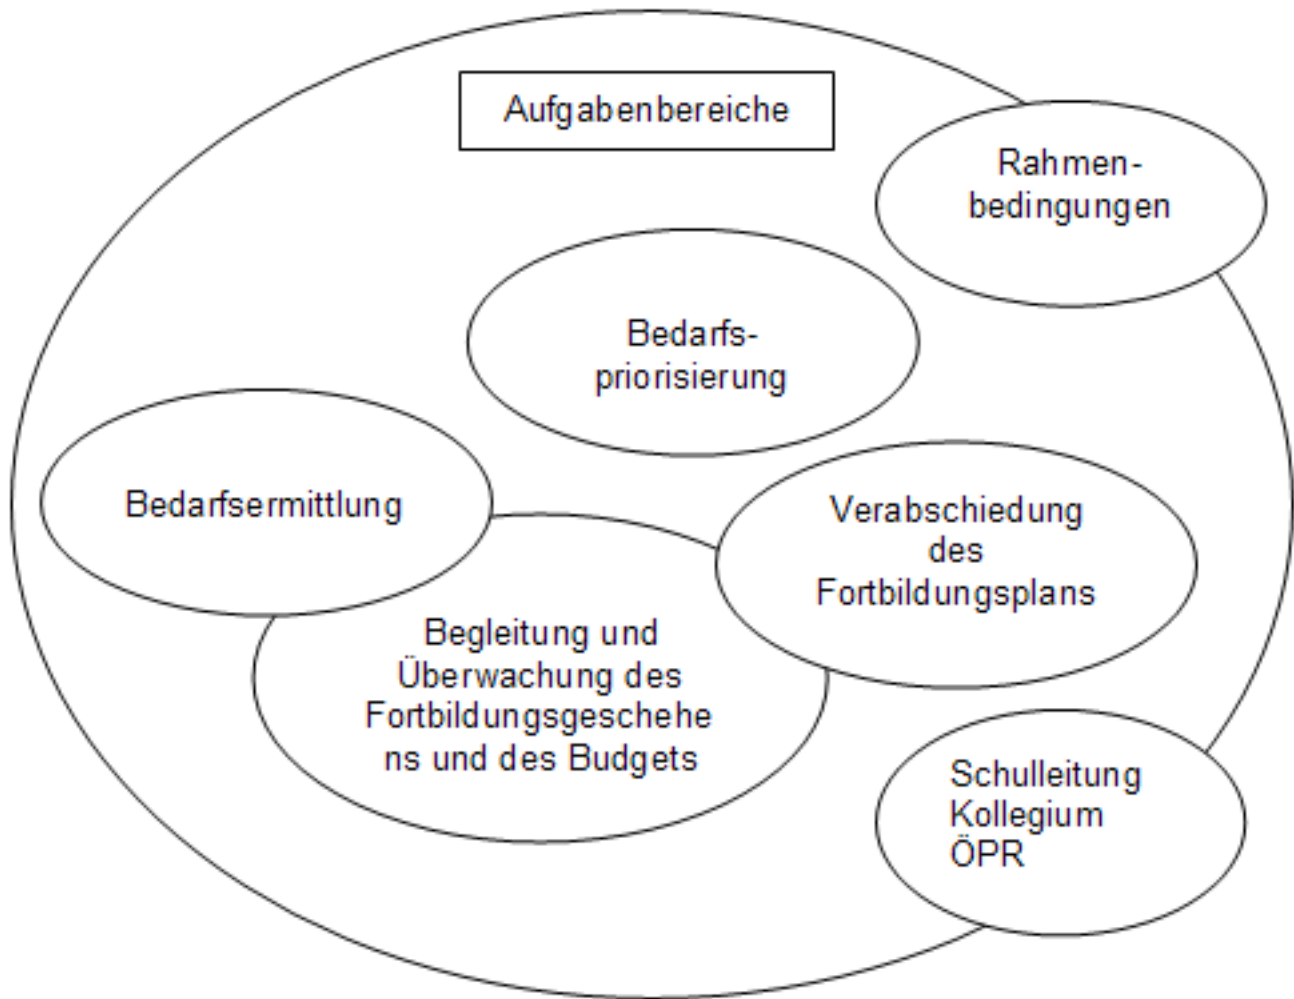 Aufgabenbereiche
Rahmen-
bedingungen
Bedarfs-
priorisierung
Bedarfsermittlung
Verabschiedung
des
Fortbildungsplans
Begleitung und
Überwachung des
Fortbildungsgeschehe
ns und des Budgets
Schulleitung
Kollegium
ÖPR